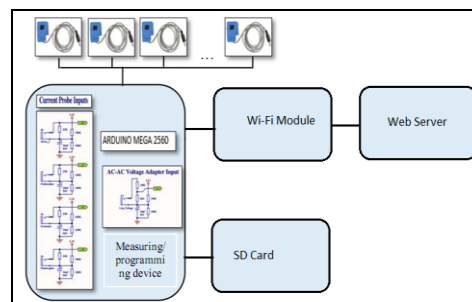 ...
Current Probe Inputs
ARDUINO MEGA 2560
AC-AC Voltage Adapter Input
Measuring/
programmi
ng device
Wi-Fi Module
Web Server
SD Card